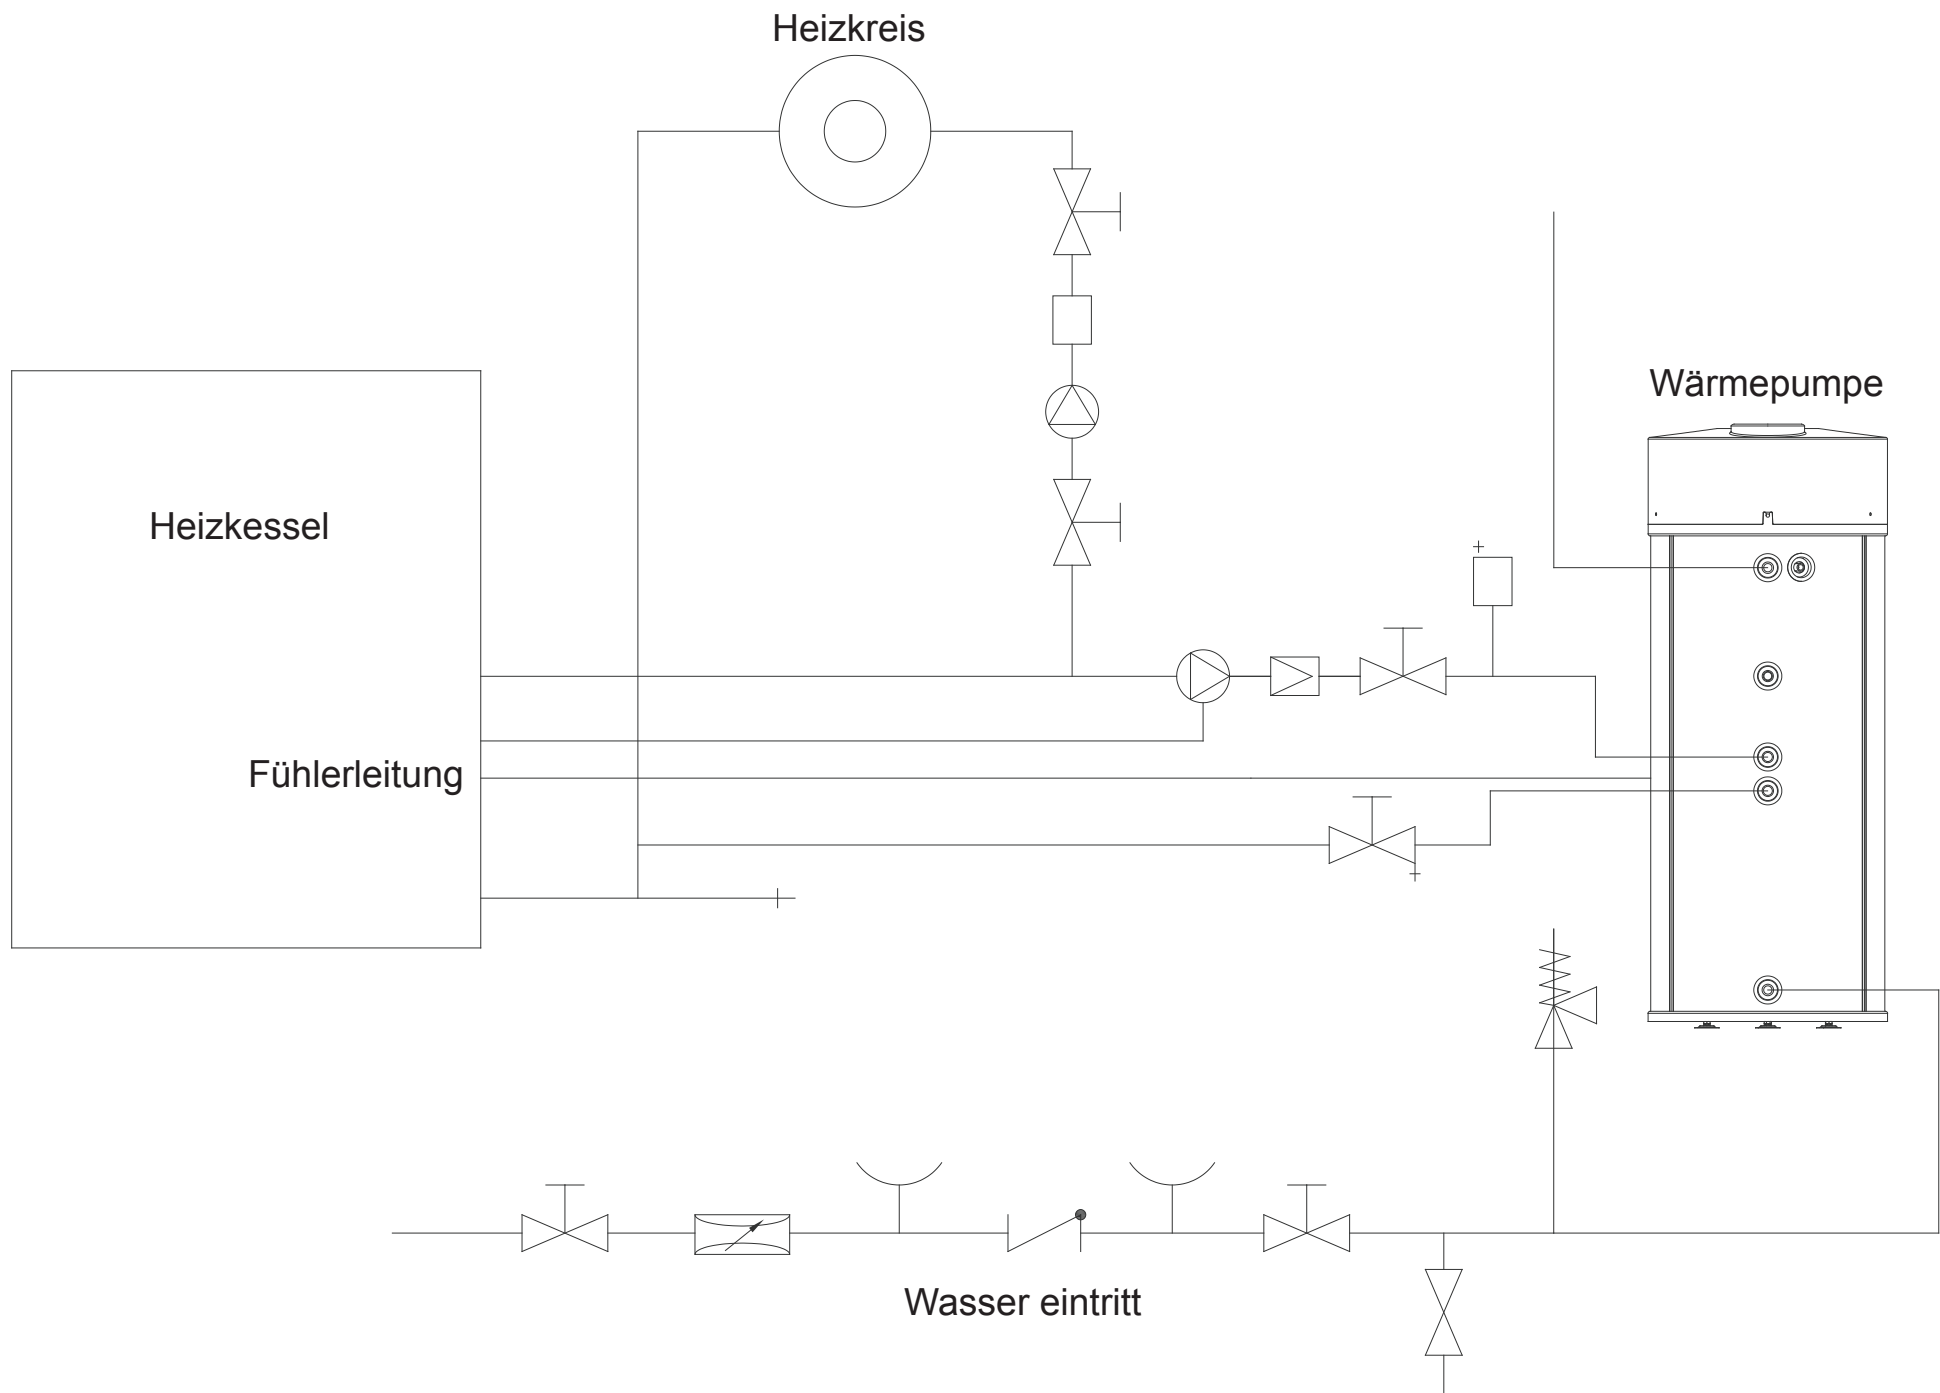 Heizkreis
Wärmepumpe
Heizkessel
Fühlerleitung
Wasser eintritt